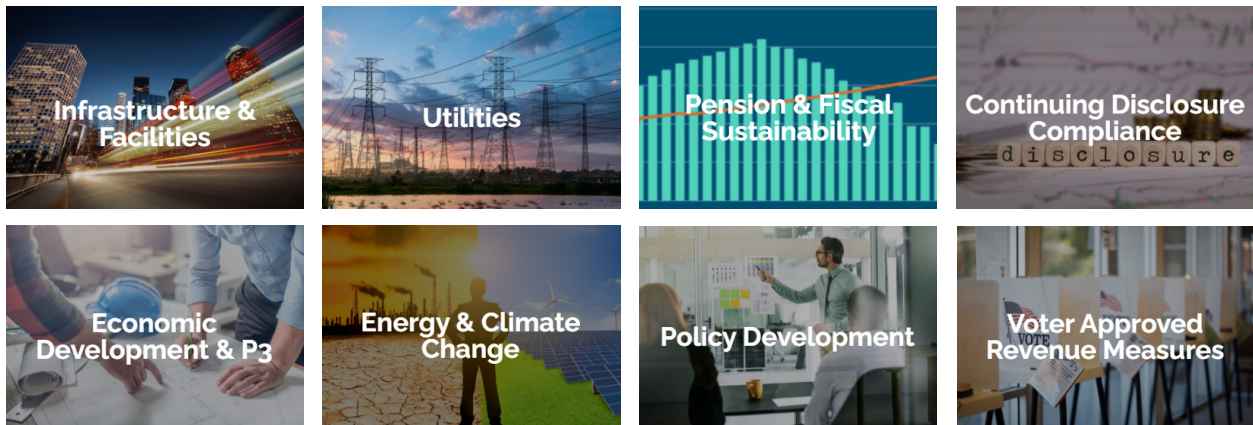 Infrastructure &
Facilities
Utilities
Pension & Fiscal
Sustainability
Continuing Disclosure
Compliance
disclosure
Economic
Development & P3
Energy & Climate
Change
Policy Development
Voter Approved
Revenue Measures
VOTE